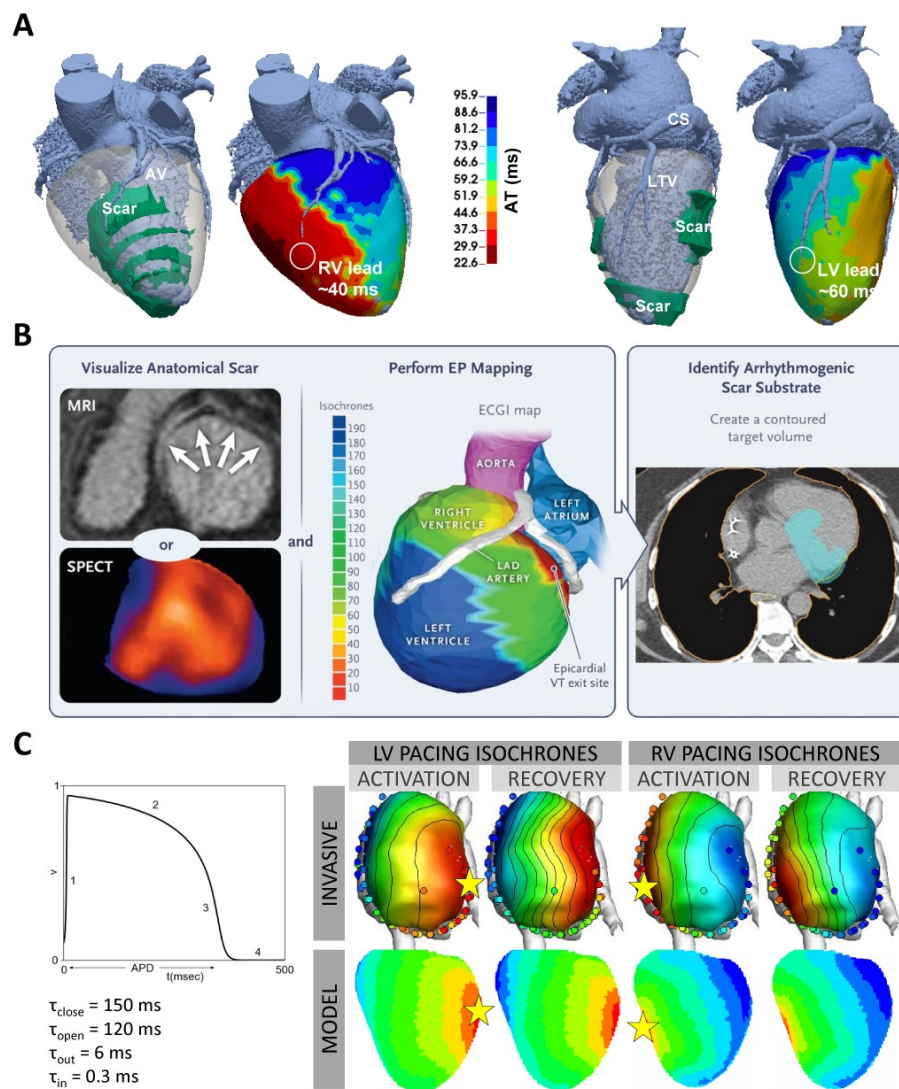 A
AV
Scar
RV lead
~40 ms
95.9
88.5
81.2
73.9
66.6
59.2
51.9
44.6
37.3
29.9
22.6
AT (ms)
CS
LTV
Scar
Scar
LV lead
~60 ms
B
Visualize Anatomical Scar
MRI
or
SPECT
and
Perform EP Mapping
Isochrones
190
180
170
160
150
140
130
120
110
100
90
80
70
60
50
40
30
20
10
ECGI map
AORTA
LEFT
ATRIUM
RIGHT
VENTRICLE
LAD
ARTERY
LEFT
VENTRICLE
Epicardial
VT exit site
Identify Arrhythmogenic
Scar Substrate
Create a contoured
target volume
C
1
v
0
1
2
3
4
0
APD
t(msec)
500
τclose = 150 ms
τopen = 120 ms
τout = 6 ms
τin = 0.3 ms
LV PACING ISOCHRONES
RV PACING ISOCHRONES
ACTIVATION
RECOVERY
ACTIVATION
RECOVERY
INVASIVE
MODEL